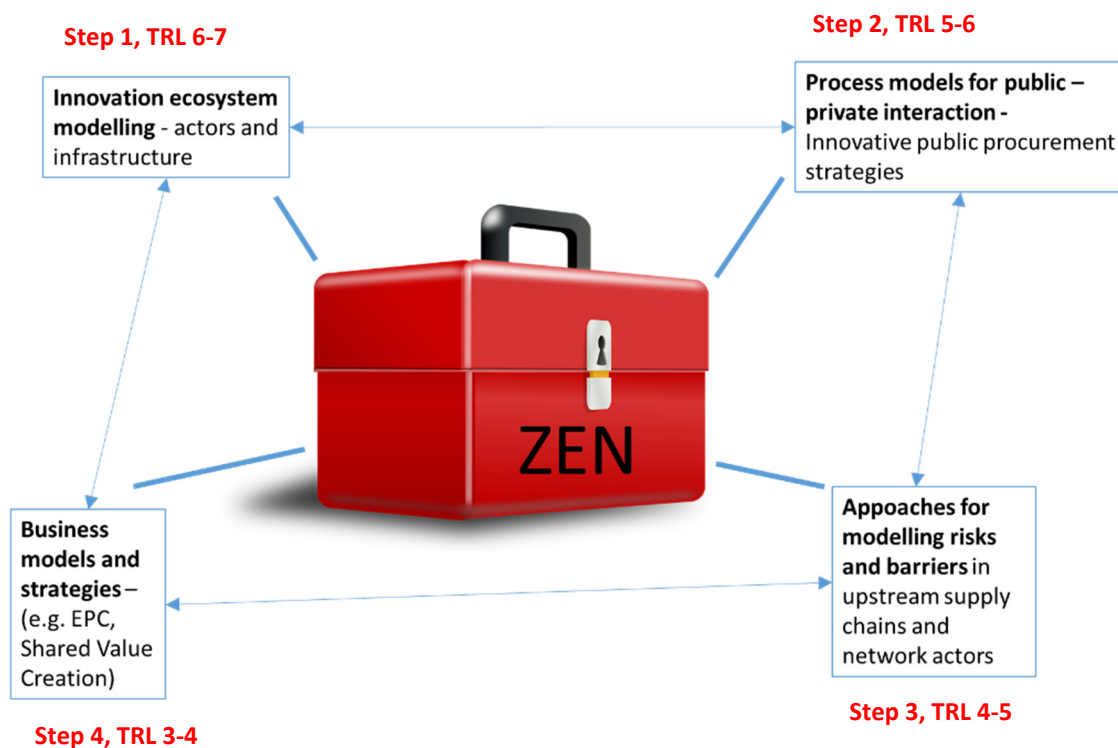 Step 1, TRL 6-7
Innovation ecosystem
modelling - actors and
infrastructure
Step 2, TRL 5-6
Process models for public –
private interaction -
Innovative public procurement
strategies
ZEN
Business
models and
strategies –
(e.g. EPC,
Shared Value
Creation)
Step 4, TRL 3-4
Appoaches for
modelling risks
and barriers in
upstream supply
chains and
network actors
Step 3, TRL 4-5